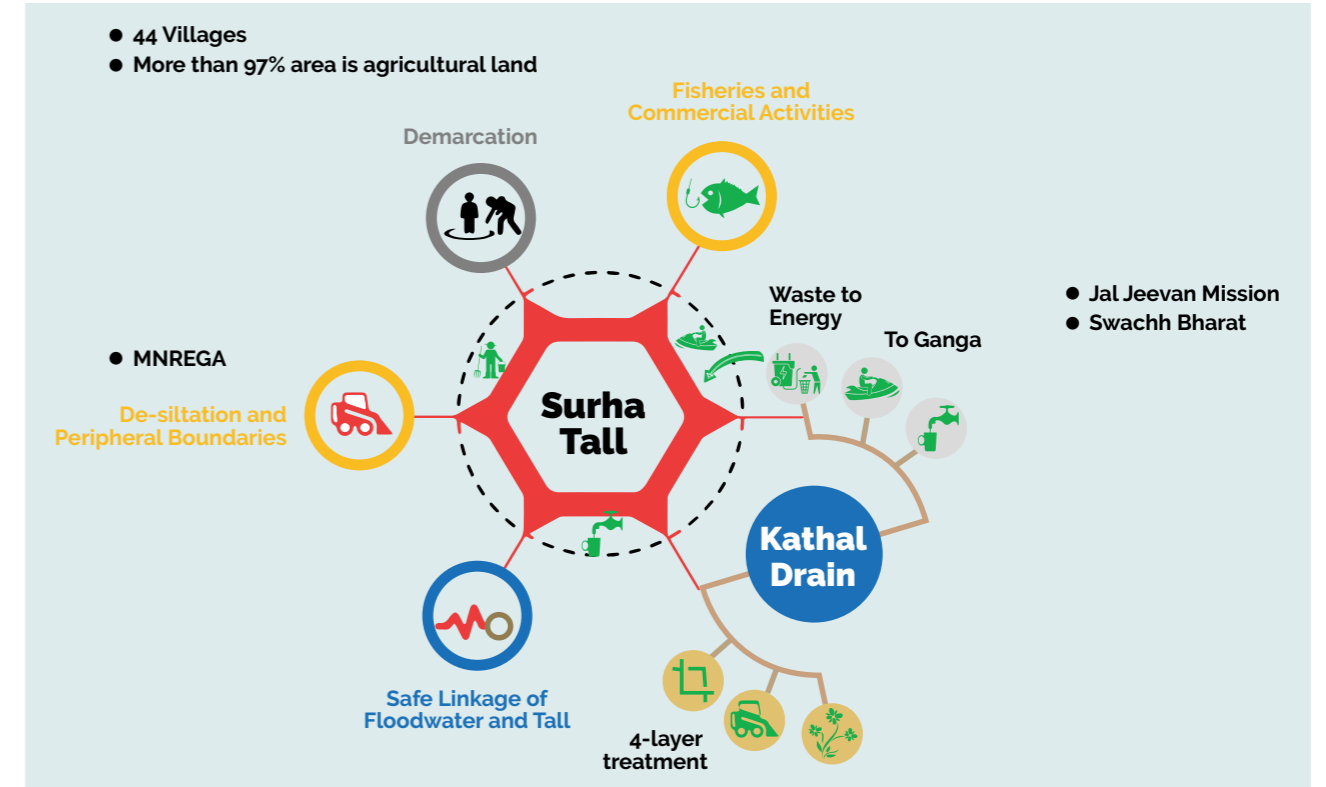 44 Villages
More than 97% area is agricultural land
Fisheries and
Commercial Activities
Demarcation
Waste to
Energy
To Ganga
Jal Jeevan Mission
Swachh Bharat
MNREGA
De-siltation and
Peripheral Boundaries
Surha
Tall
Kathal
Drain
Safe Linkage of
Floodwater and Tall
4-layer
treatment